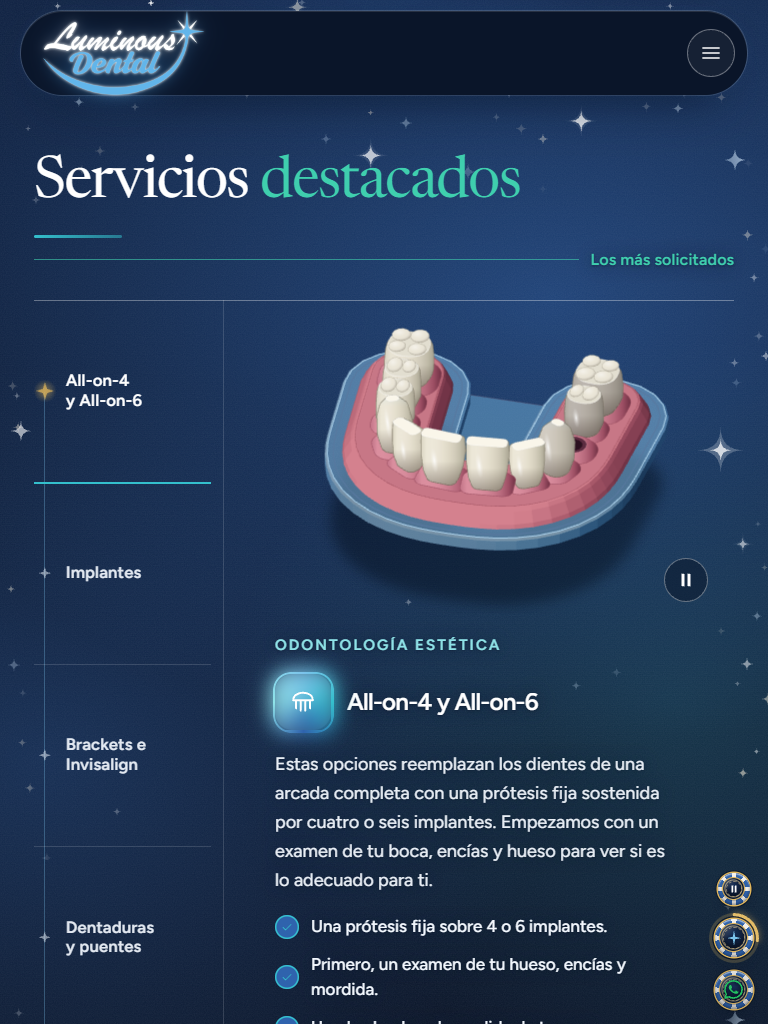 Luminous
Dental
Servicios destacados
Los más solicitados
All-on-4
y All-on-6
Implantes
Brackets e
Invisalign
Dentaduras
y puentes
ODONTOLOGÍA ESTÉTICA
All-on-4 y All-on-6
Estas opciones reemplazan los dientes de una
arcada completa con una prótesis fija sostenida
por cuatro o seis implantes. Empezamos con un
examen de tu boca, encías y hueso para ver si es
lo adecuado para ti.
Una prótesis fija sobre 4 o 6 implantes.
Primero, un examen de tu hueso, encías y
mordida.